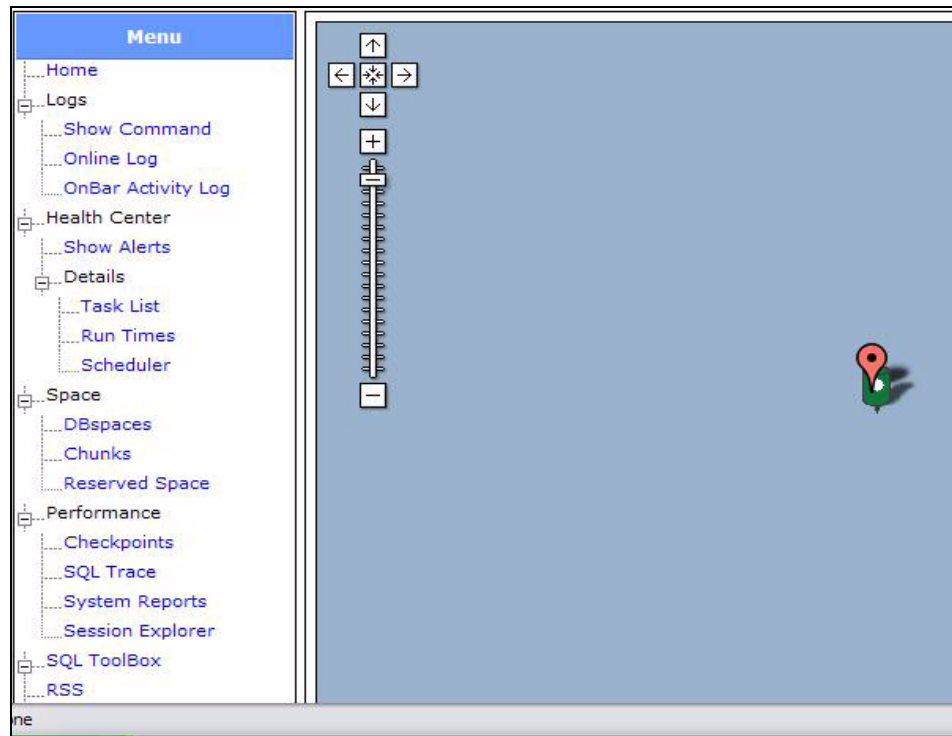 Menu
Home
Logs
Show Command
Online Log
OnBar Activity Log
Health Center
Show Alerts
Details
Task List
Run Times
Scheduler
Space
DBspaces
Chunks
Reserved Space
Performance
Checkpoints
SQL Trace
System Reports
Session Explorer
SQL ToolBox
RSS
ne